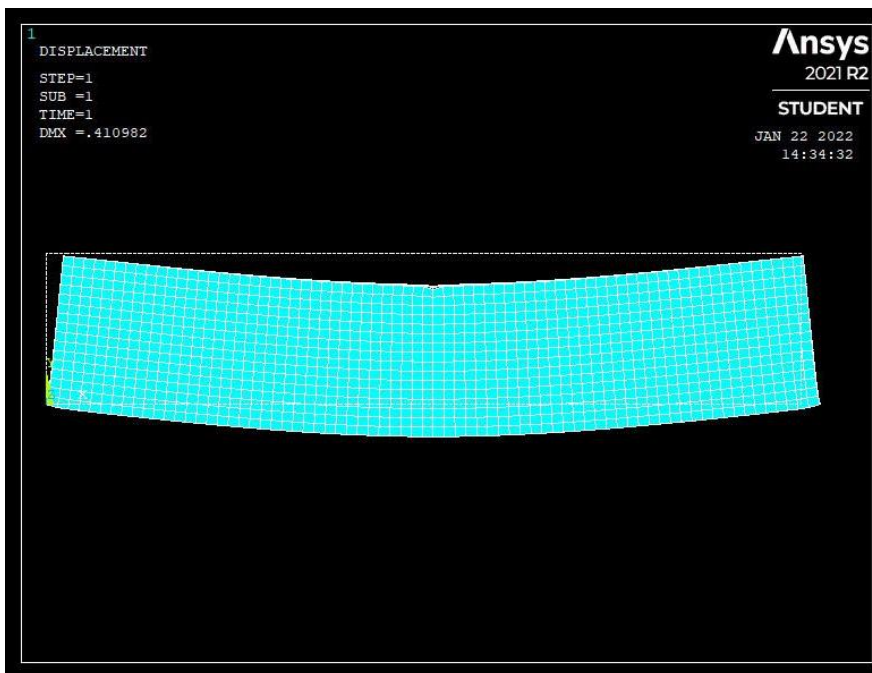 1
DISPLACEMENT
STEP=1
SUB =1
TIME=1
DMX =.410982
Ansys
2021 R2
STUDENT
JAN 22 2022
14:34:32
X